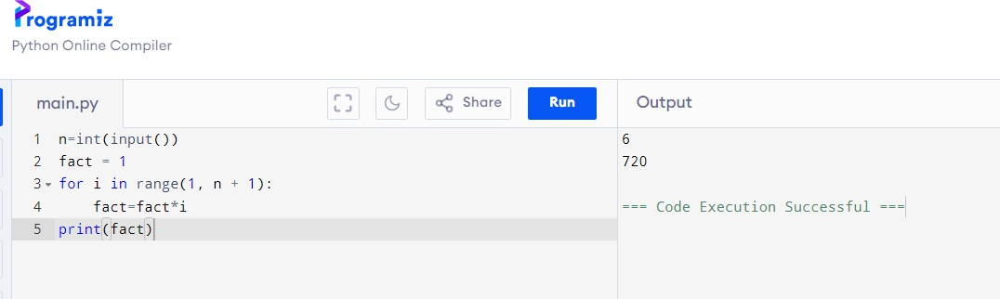 Programiz
Python Online Compiler
main.py
Share
Run
Output
1 n=int(input())
2 fact = 1
3 for i in range(1, n + 1):
4     fact=fact*i
5 print(fact)
6
720
=== Code Execution Successful ===